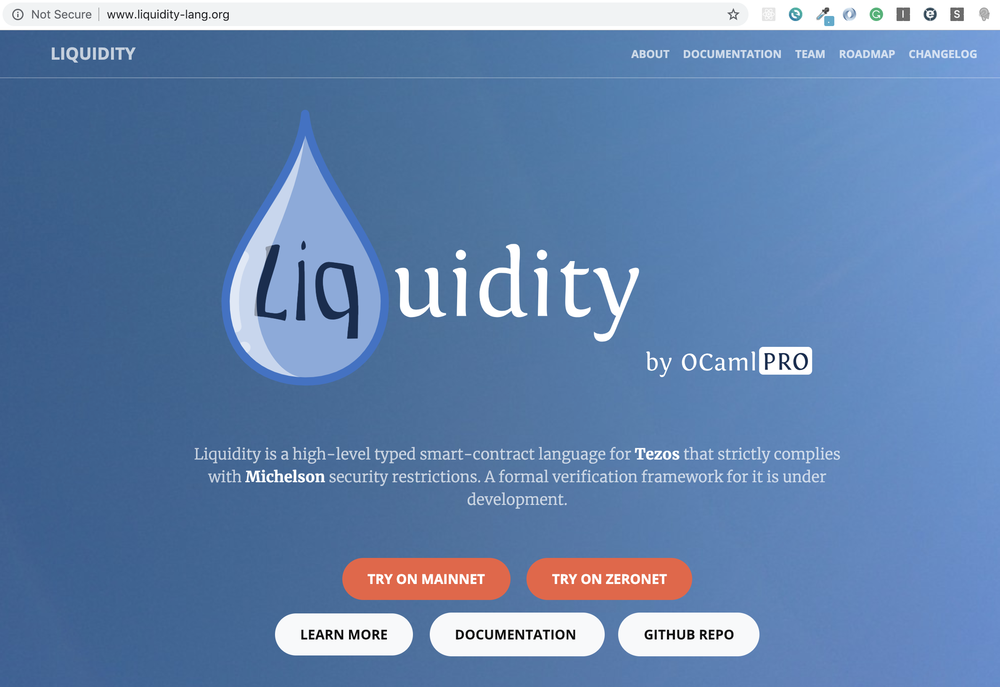 Not Secure | www.liquidity-lang.org
LIQUIDITY ABOUT DOCUMENTATION TEAM ROADMAP CHANGELOG
Liquidity
by OCamlPRO
Liquidity is a high-level typed smart-contract language for Tezos that strictly complies
with Michelson security restrictions. A formal verification framework for it is under
development.
TRY ON MAINNET TRY ON ZERONET
LEARN MORE DOCUMENTATION GITHUB REPO